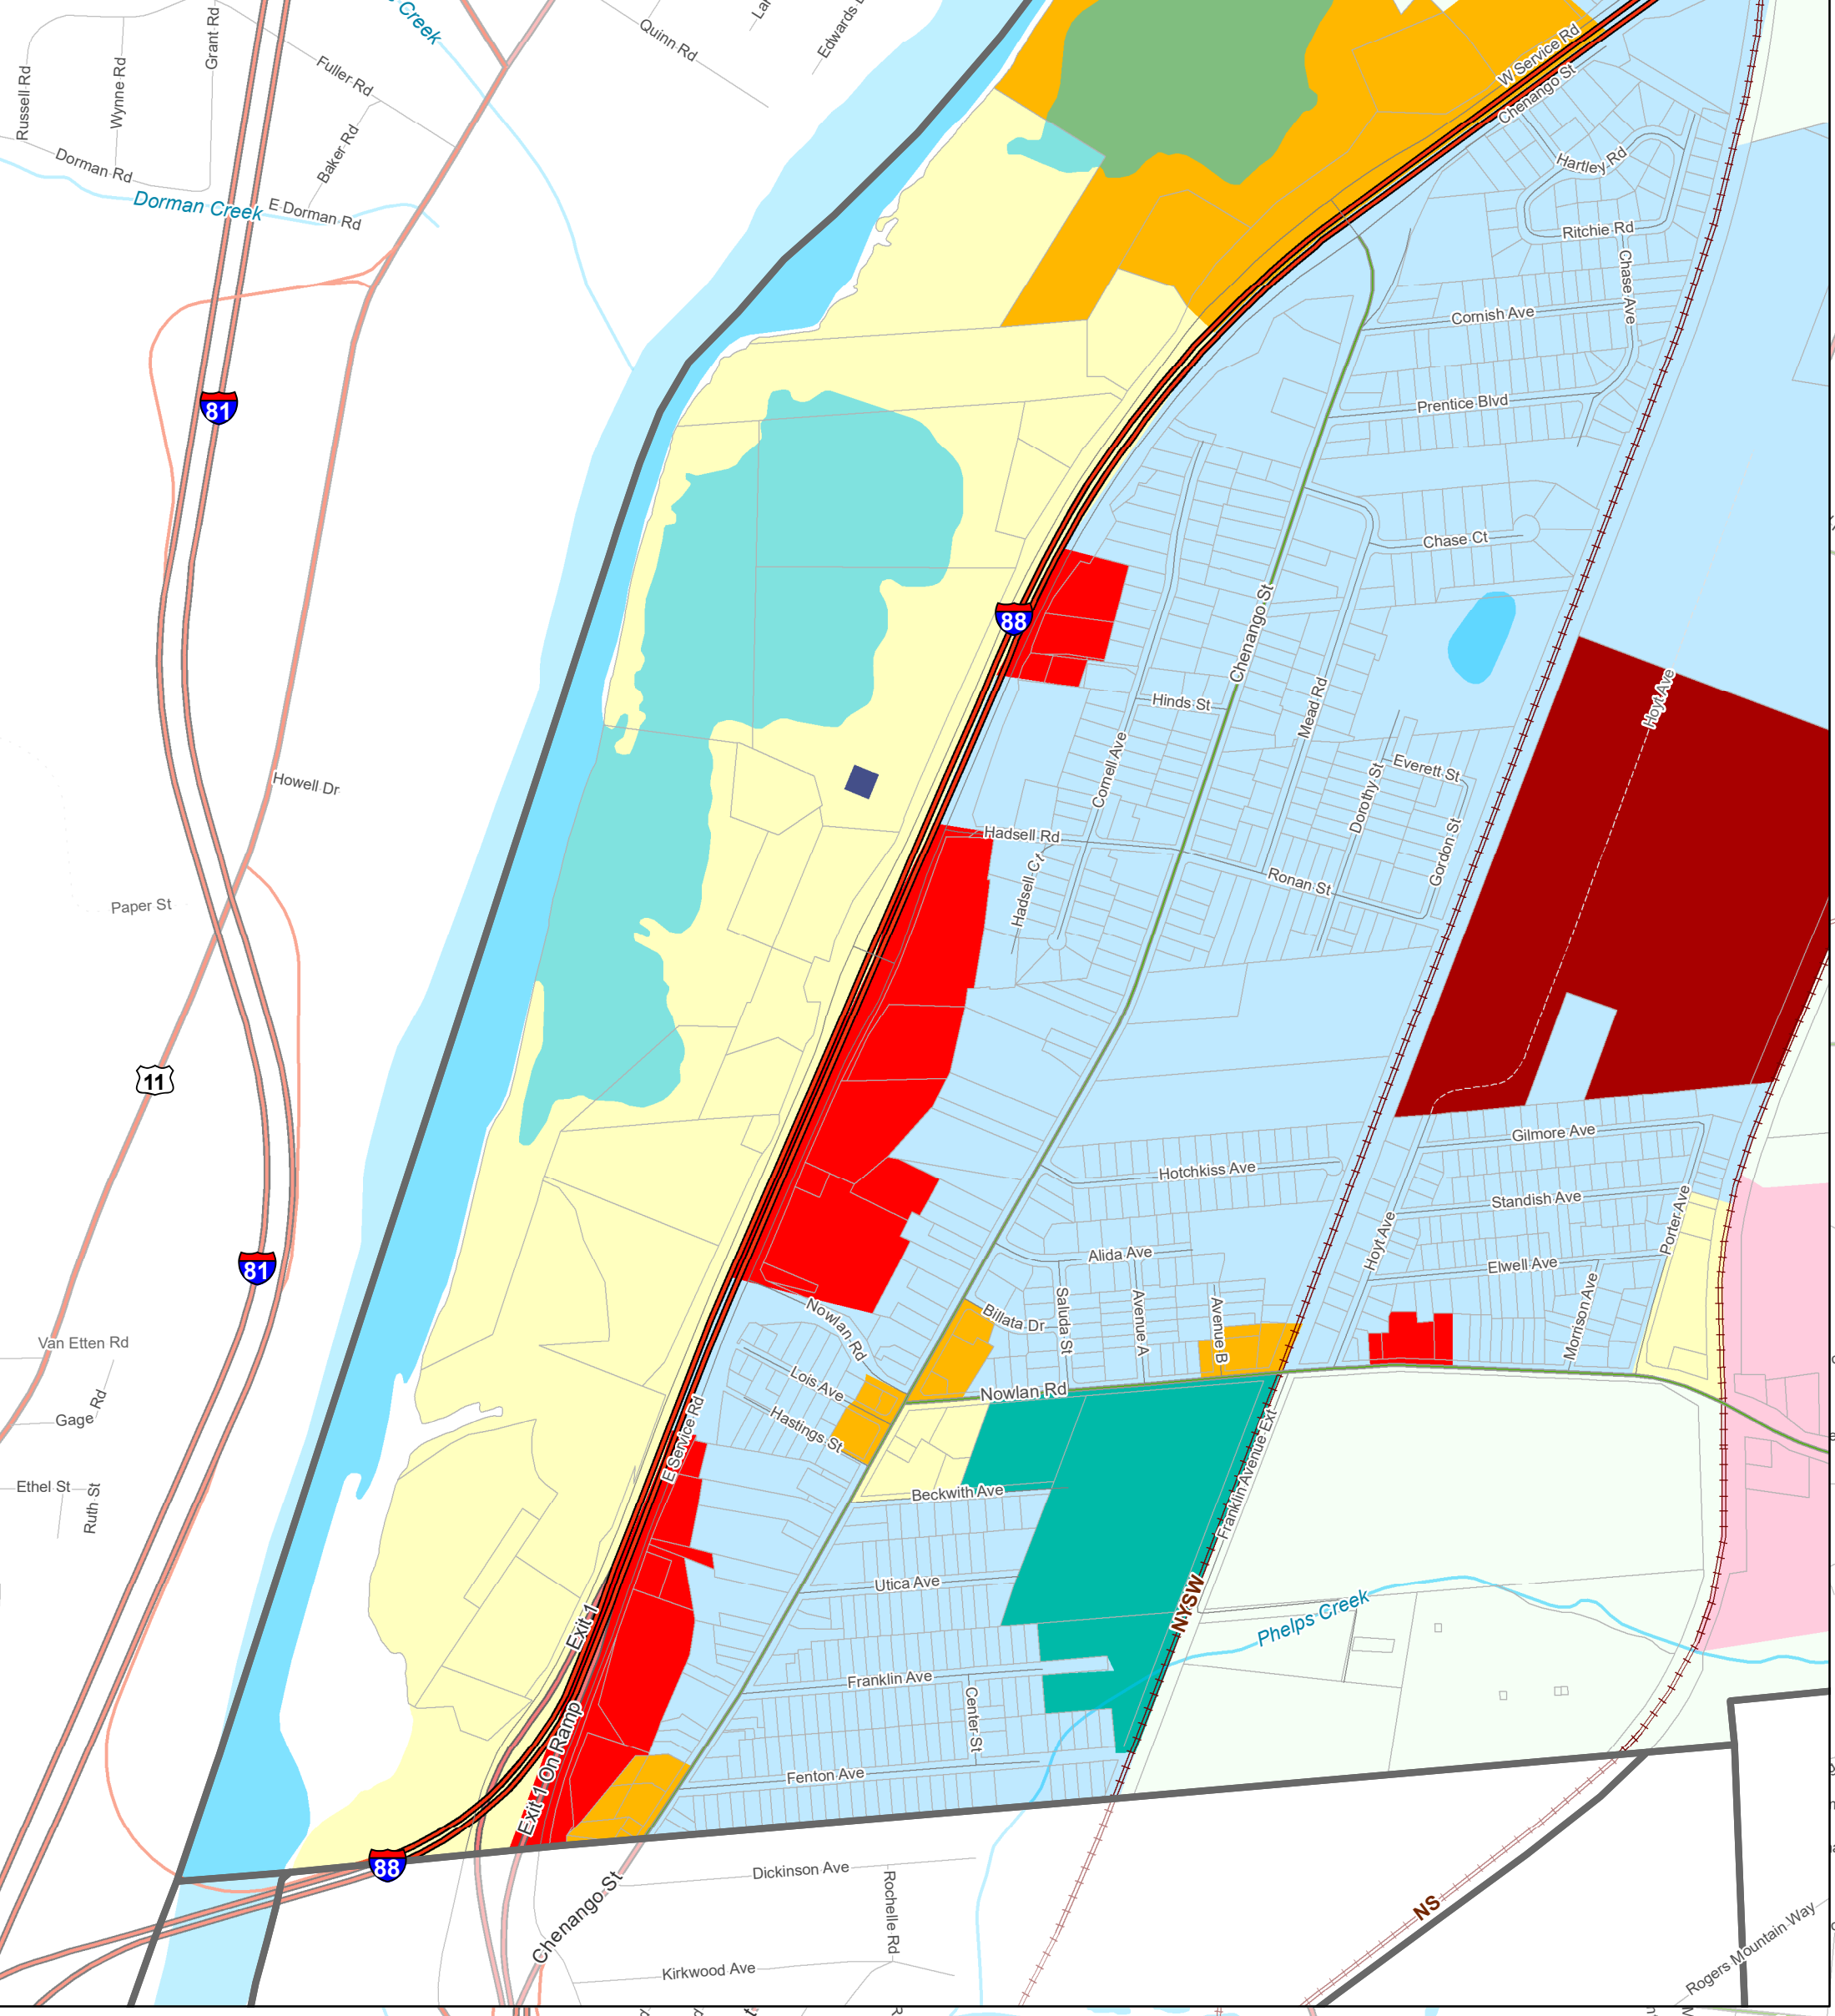 Creek
Quinn Rd
Edwards
Russell Rd
Wynne Rd
Grant Rd
Fuller Rd
Baker Rd
Dorman Rd
Dorman Creek
E Dorman Rd
W Service Rd
Chenango St
Hartley Rd
Ritchie Rd
Chase Ave
Cornish Ave
81
Prentice Blvd
Chase Ct
88
Chenango St
Hoyt Ave
Hinds St
Mead Rd
Cornell Ave
Everett St
Howell Dr
Dorothy St
Hadsell Rd
Gordon St
Hadsell Ct
Ronan St
Paper St
11
Gilmore Ave
Hotchkiss Ave
Standish Ave
Porter Ave
Hoyt Ave
Alida Ave
Elwell Ave
81
Billata Dr
Saluda St
Avenue A
Avenue B
Morrison Ave
Nowlan Rd
Van Etten Rd
Lois Ave
Nowlan Rd
Gage Rd
Hastings St
E Service Rd
Franklin Avenue Ext
Beckwith Ave
Ethel St
Ruth St
Utica Ave
NYSW
Phelps Creek
Exit 1
Franklin Ave
Center St
Exit 1 On Ramp
Fenton Ave
88
Dickinson Ave
Rochelle Rd
Chenango St
NS
Kirkwood Ave
Rogers Mountain Way